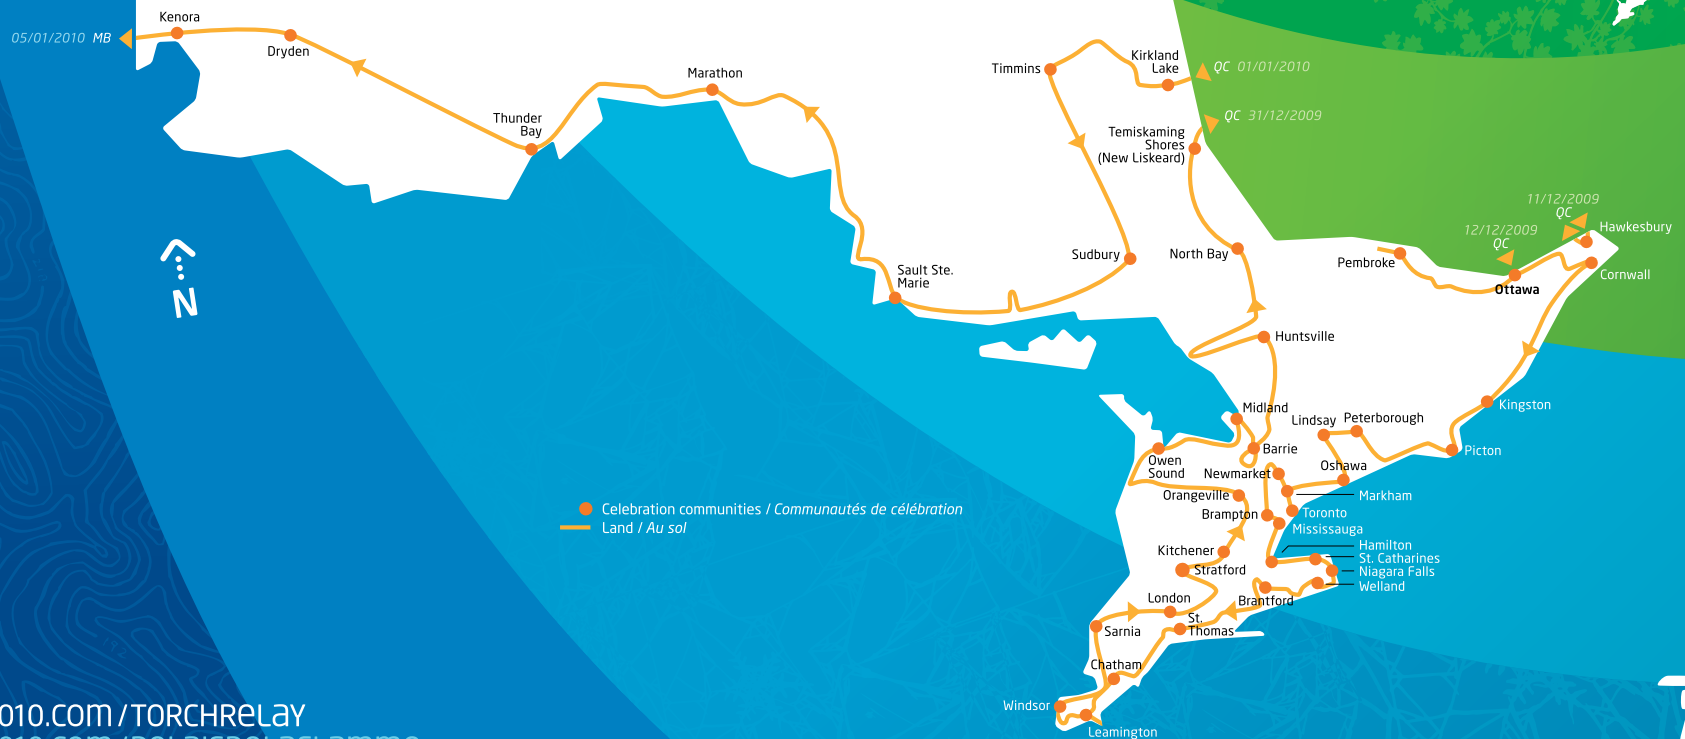 Kenora
05/01/2010 MB
Dryden
Marathon
Thunder
Bay
Timmins
Kirkland
Lake
QC 01/01/2010
QC 31/12/2009
Temiskaming
Shores
(New Liskeard)
11/12/2009
QC
Hawkesbury
12/12/2009
QC
Sudbury
North Bay
Pembroke
Cornwall
Ottawa
Sault Ste.
Marie
N
Huntsville
Kingston
Midland
Lindsay
Peterborough
Barrie
Picton
Owen
Sound
Newmarket
Oshawa
Orangeville
Markham
Brampton
Toronto
Mississauga
Celebration communities / Communautés de célébration
Land / Au sol
Kitchener
Hamilton
St. Catharines
Stratford
Niagara Falls
Welland
London
Brantford
St.
Thomas
Sarnia
Chatham
Windsor
Leamington
010.com/TORCHRELAY